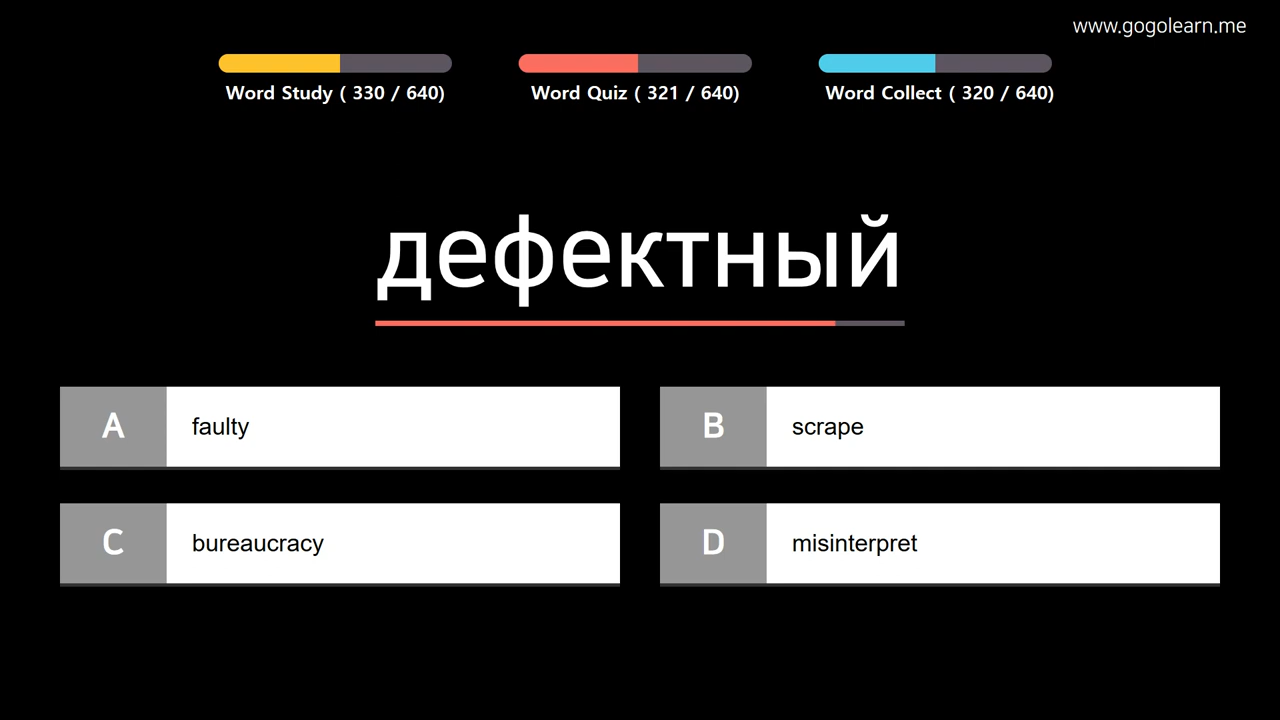 www.gogolearn.me
Word Study ( 330 / 640)
Word Quiz ( 321 / 640)
Word Collect ( 320 / 640)
дефектный
A faulty
B scrape
C bureaucracy
D misinterpret